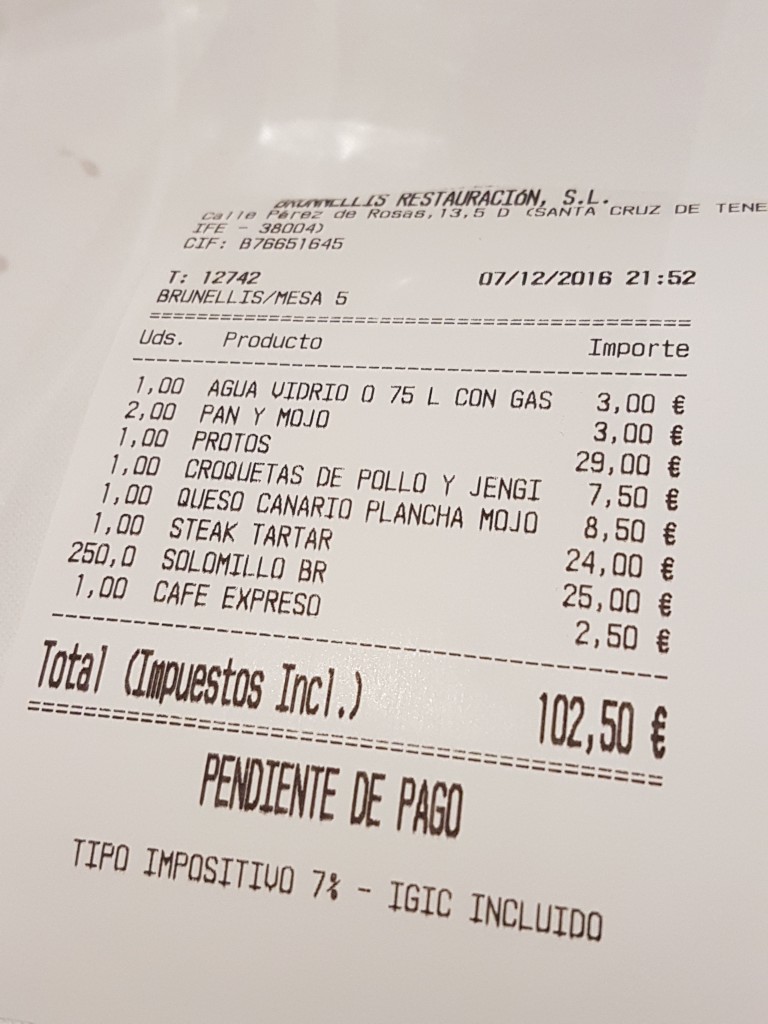 BRUNNELLIS RESTAURACIÓN, S.L.
Calle Pérez de Rosas,13,5 D (SANTA CRUZ DE TENE
IFE - 38004)
CIF: B76651645
T: 12742 07/12/2016 21:52
BRUNELLIS/MESA 5
Uds. Producto Importe
1,00 AGUA VIDRIO 0 75 L CON GAS 3,00 €
2,00 PAN Y MOJO 3,00 €
1,00 PROTOS 29,00 €
1,00 CROQUETAS DE POLLO Y JENGI 7,50 €
1,00 QUESO CANARIO PLANCHA MOJO 8,50 €
1,00 STEAK TARTAR 24,00 €
250,0 SOLOMILLO BR 25,00 €
1,00 CAFE EXPRESO 2,50 €
Total (Impuestos Incl.) 102,50 €
PENDIENTE DE PAGO
TIPO IMPOSITIVO 7% - IGIC INCLUIDO